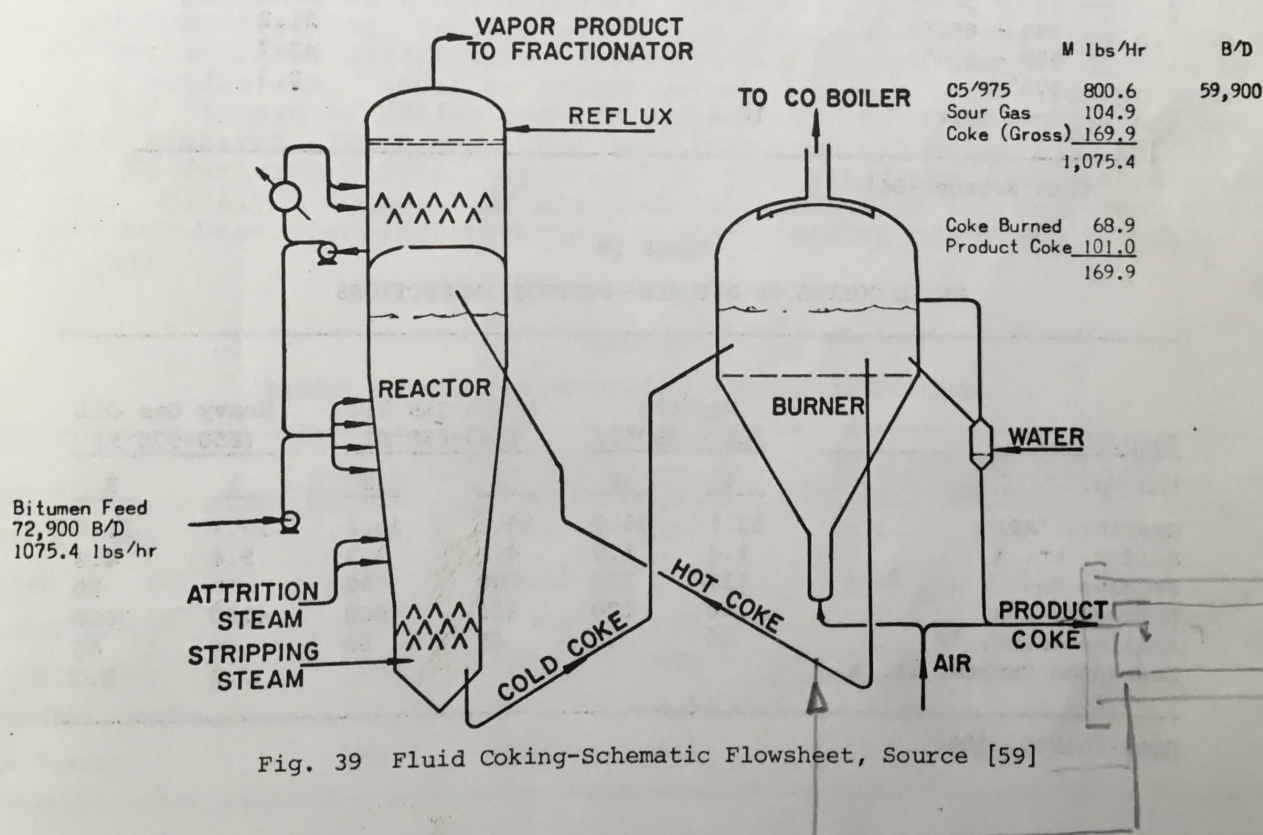 VAPOR PRODUCT
TO FRACTIONATOR
REFLUX
TO CO BOILER
M lbs/Hr B/D
C5/975 800.6 59,900
Sour Gas 104.9
Coke (Gross) 169.9
1,075.4
Coke Burned 68.9
Product Coke 101.0
169.9
REACTOR
BURNER
WATER
Bitumen Feed
72,900 B/D
1075.4 lbs/hr
ATTRITION
STEAM
STRIPPING
STEAM
COLD COKE
HOT COKE
AIR
PRODUCT
COKE
Fig. 39 Fluid Coking-Schematic Flowsheet, Source [59]